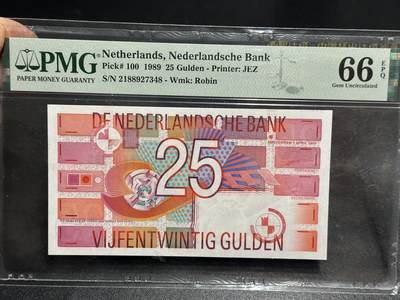 PMG
PAPER MONEY GUARANTY
Netherlands, Nederlandsche Bank
Pick# 100 1989 25 Gulden - Printer: JEZ
S/N 2188927348 - Wmk: Robin
66 EPQ
Gem Uncirculated
DE NEDERLANDSCHE BANK
25
VIJFENTWINTIG GULDEN